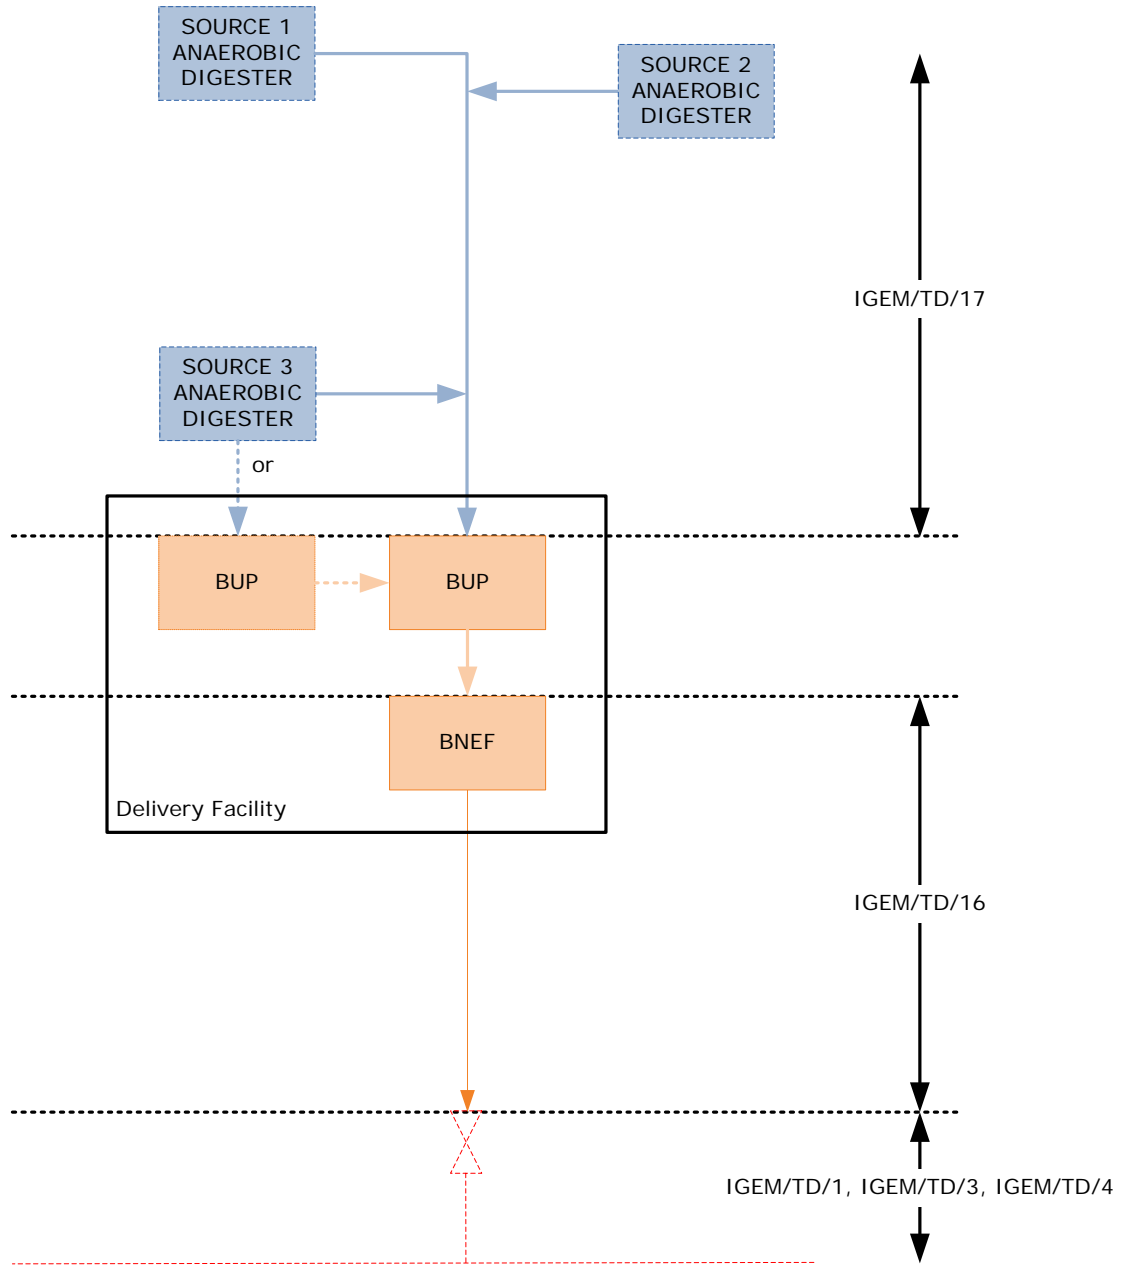 SOURCE 1
ANAEROBIC
DIGESTER
SOURCE 2
ANAEROBIC
DIGESTER
IGEM/TD/17
SOURCE 3
ANAEROBIC
DIGESTER
or
BUP
BUP
BNEF
Delivery Facility
IGEM/TD/16
IGEM/TD/1, IGEM/TD/3, IGEM/TD/4